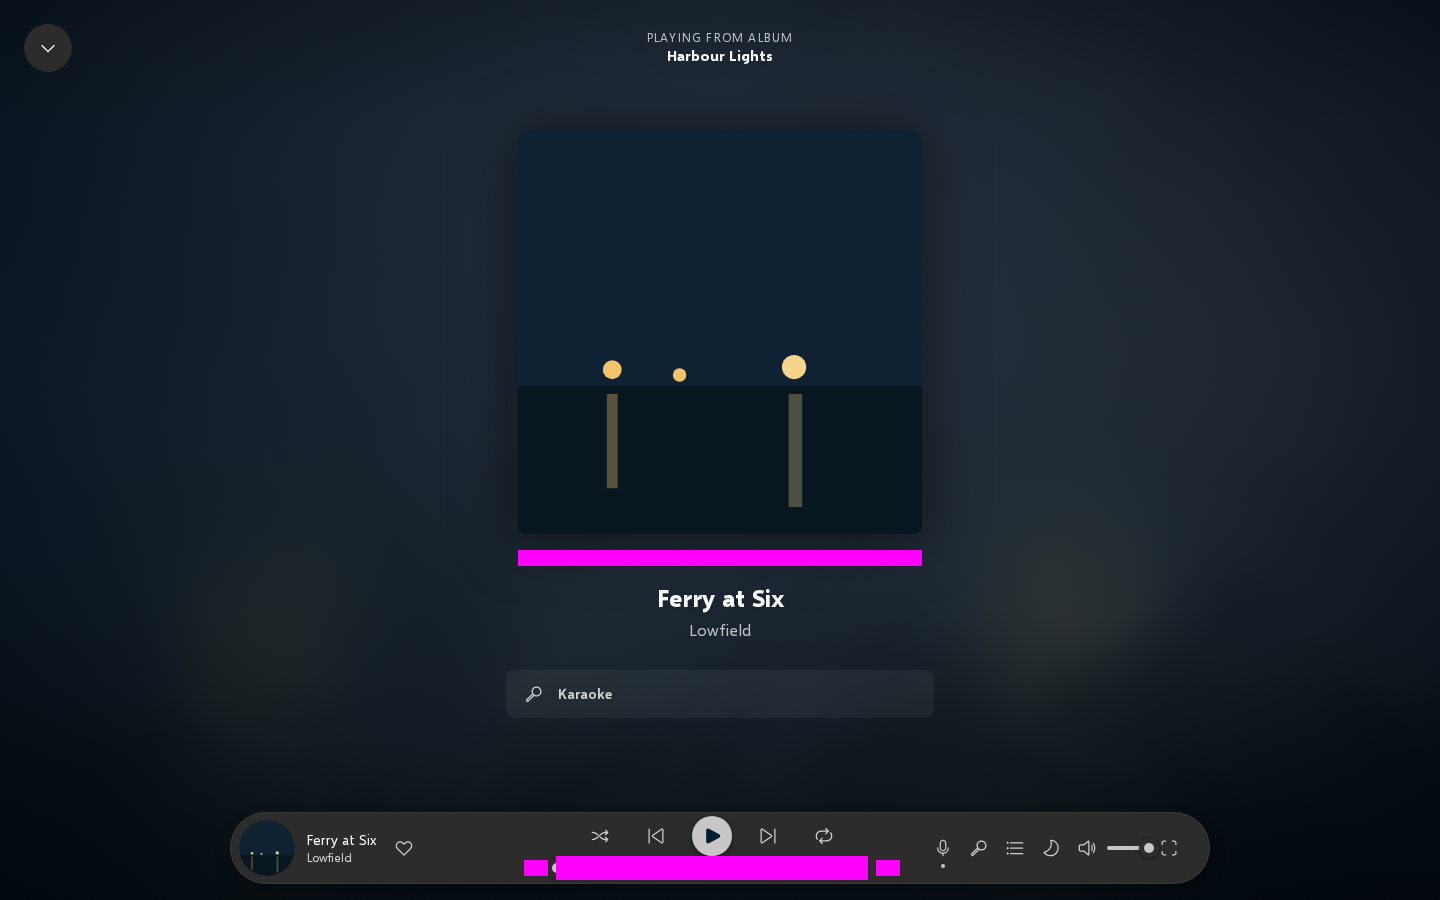 PLAYING FROM ALBUM
Harbour Lights
Ferry at Six
Lowfield
Karaoke
Ferry at Six
Lowfield